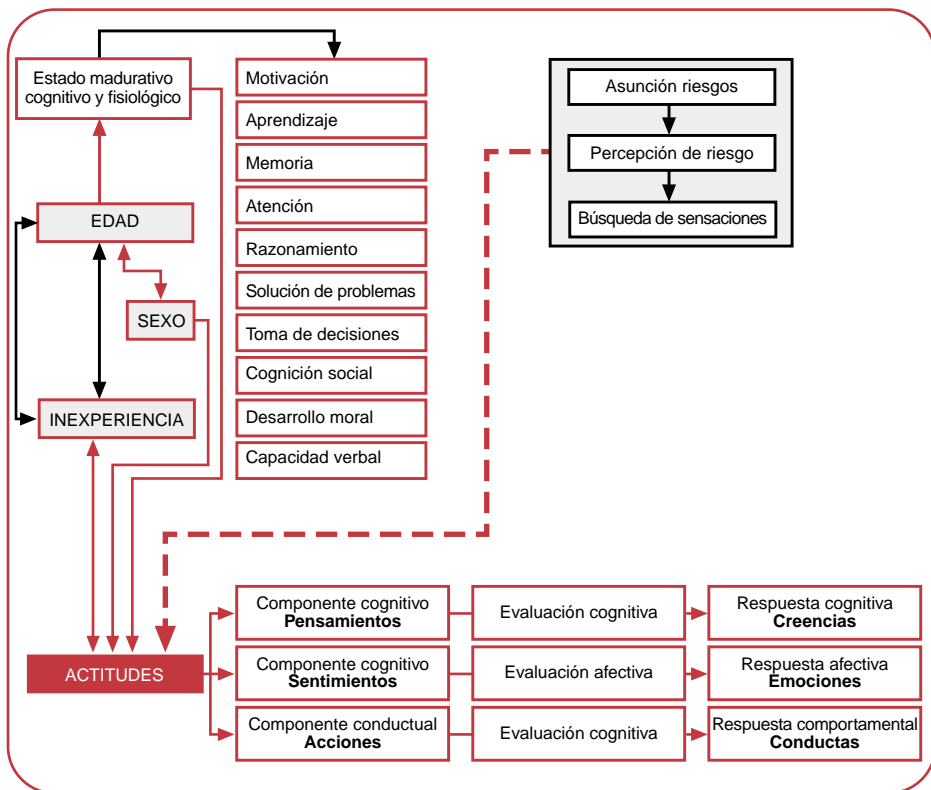 Estado madurativo
cognitivo y fisiológico
EDAD
SEXO
INEXPERIENCIA
Motivación
Aprendizaje
Memoria
Atención
Razonamiento
Solución de problemas
Toma de decisiones
Cognición social
Desarrollo moral
Capacidad verbal
Asunción riesgos
Percepción de riesgo
Búsqueda de sensaciones
ACTITUDES
Componente cognitivo
Pensamientos
Evaluación cognitiva
Respuesta cognitiva
Creencias
Componente cognitivo
Sentimientos
Evaluación afectiva
Respuesta afectiva
Emociones
Componente conductual
Acciones
Evaluación cognitiva
Respuesta comportamental
Conductas